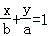 x/b + y/a = 1